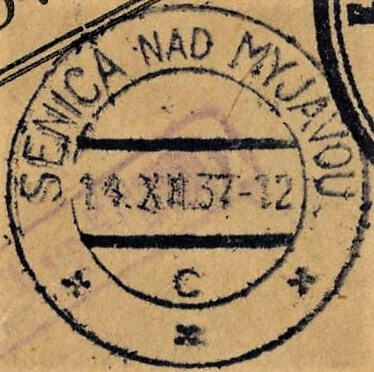 SENICA NAD MYJAVOU
14.XII.37-12
* c *
*